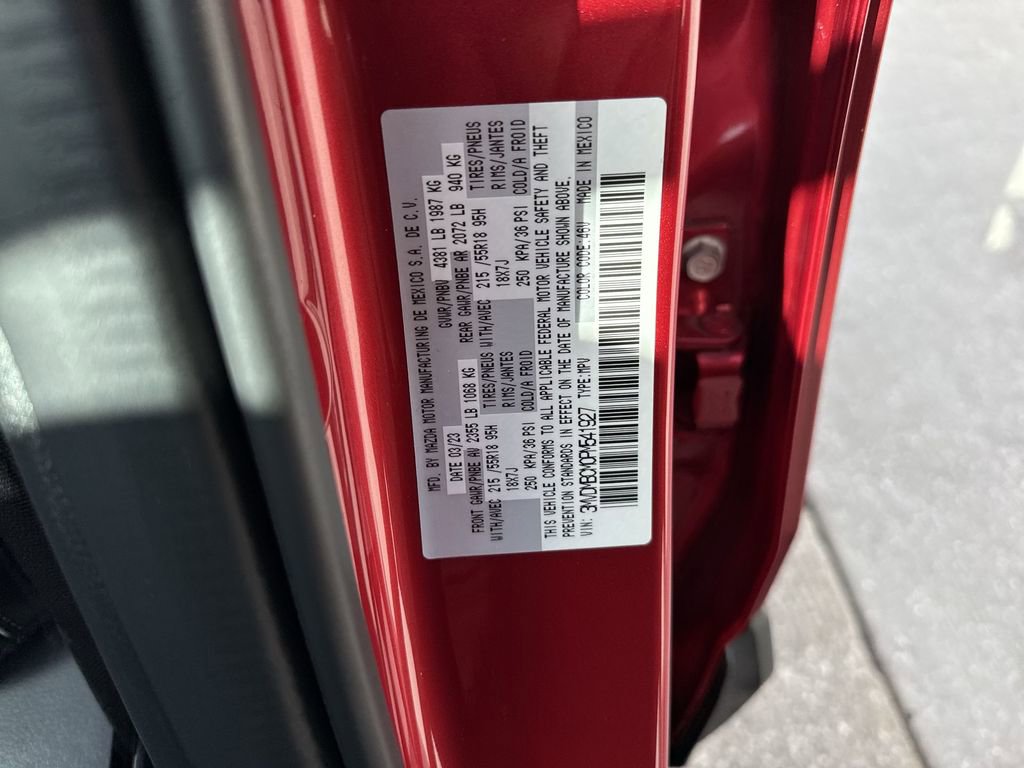 MFD. BY MAZDA MOTOR MANUFACTURING DE MEXICO S.A. DE C.V.
DATE 03/23 GVWR/PNBV 4381 LB 1987 KG
FRONT GAWR/PNBE AV 2355 LB 1068 KG REAR GAWR/PNBE AR 2072 LB 940 KG
WITH/AVEC 215 /55R18 95H TIRES/PNEUS WITH/AVEC 215 /55R18 95H TIRES/PNEUS
18X7J RIMS/JANTES 18X7J RIMS/JANTES
250 KPA/36 PSI COLD/A FROID 250 KPA/36 PSI COLD/A FROID
THIS VEHICLE CONFORMS TO ALL APPLICABLE FEDERAL MOTOR VEHICLE SAFETY AND THEFT
PREVENTION STANDARDS IN EFFECT ON THE DATE OF MANUFACTURE SHOWN ABOVE.
VIN: TYPE:MPV COLOR CODE:46V MADE IN MEXICO